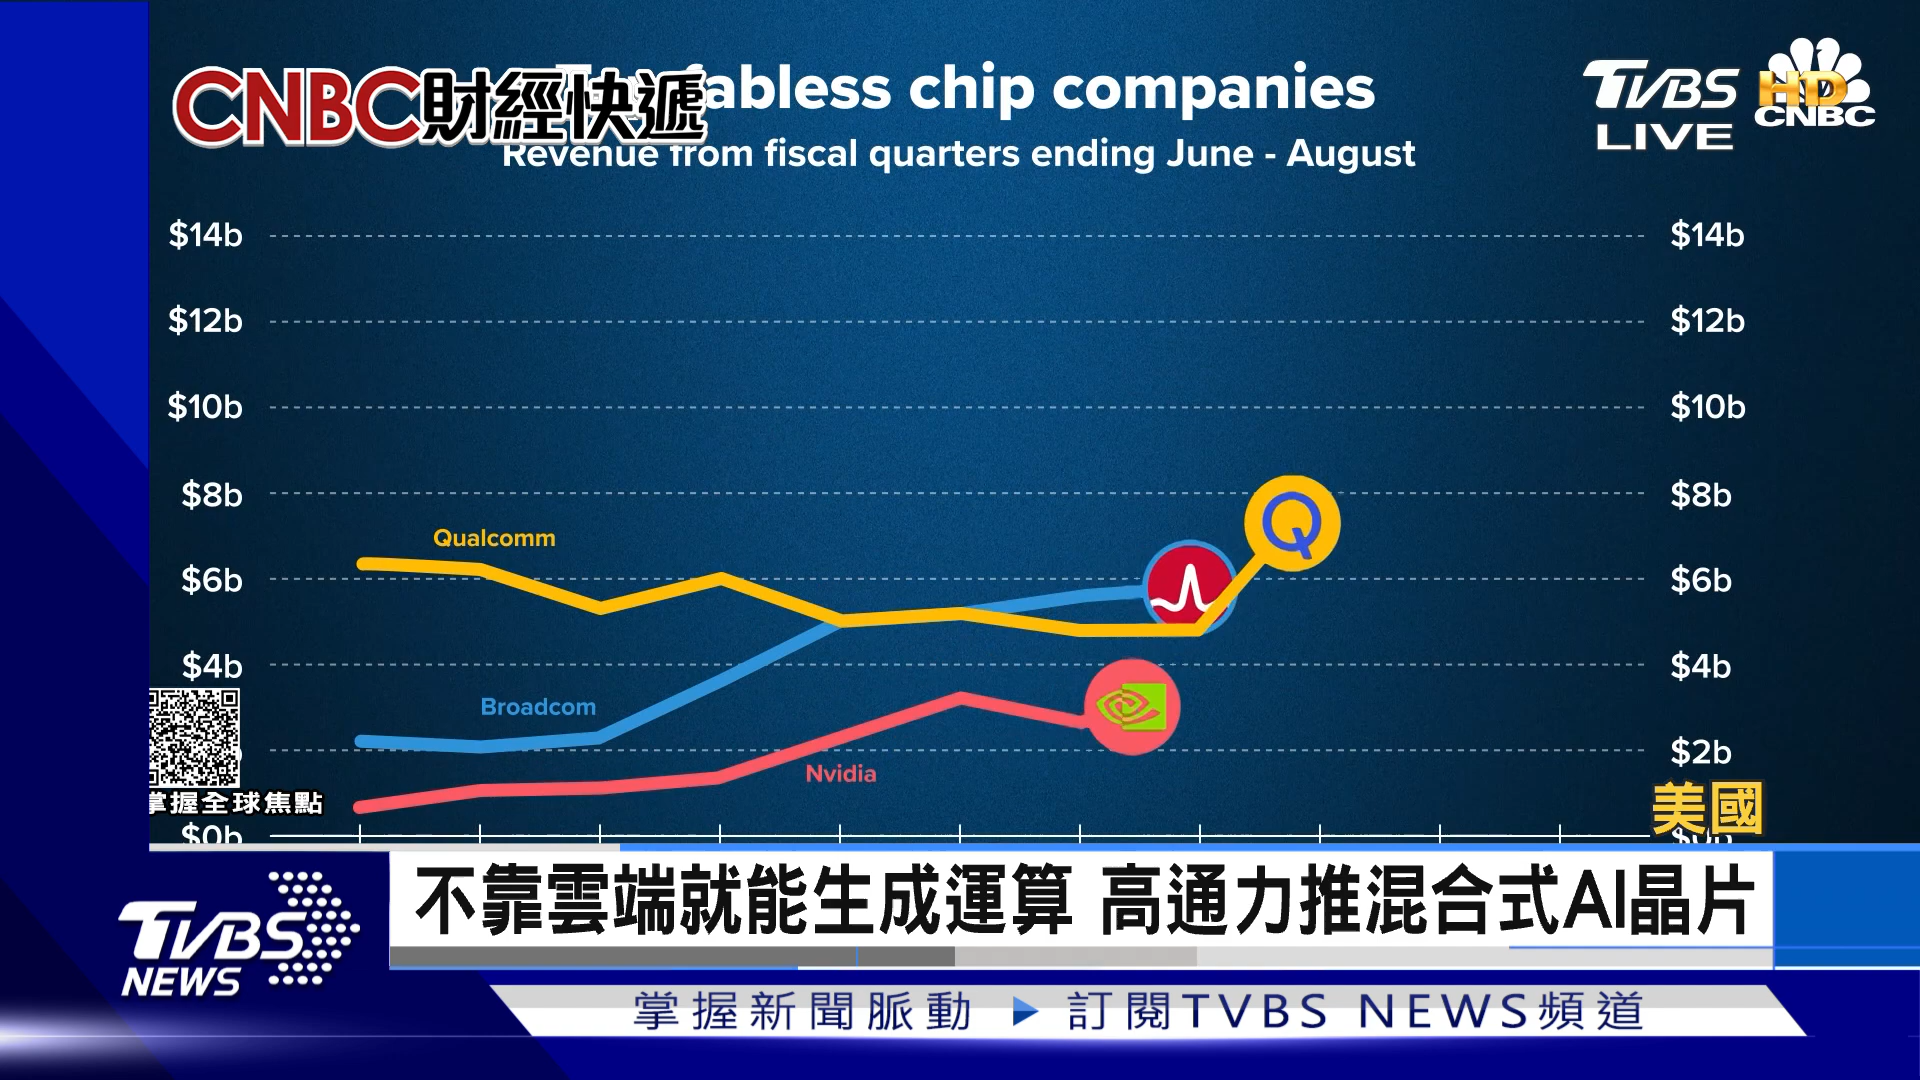 CNBC財經快遞
fabless chip companies
Revenue from fiscal quarters ending June - August
TVBS
LIVE
HD
CNBC
$14b
$14b
$12b
$12b
$10b
$10b
$8b
$8b
Qualcomm
$6b
$6b
$4b
$4b
Broadcom
$2b
Nvidia
掌握全球焦點
美國
$0b
$0b
不靠雲端就能生成運算 高通力推混合式AI晶片
TVBS
NEWS
掌握新聞脈動 ▶ 訂閱TVBS NEWS頻道